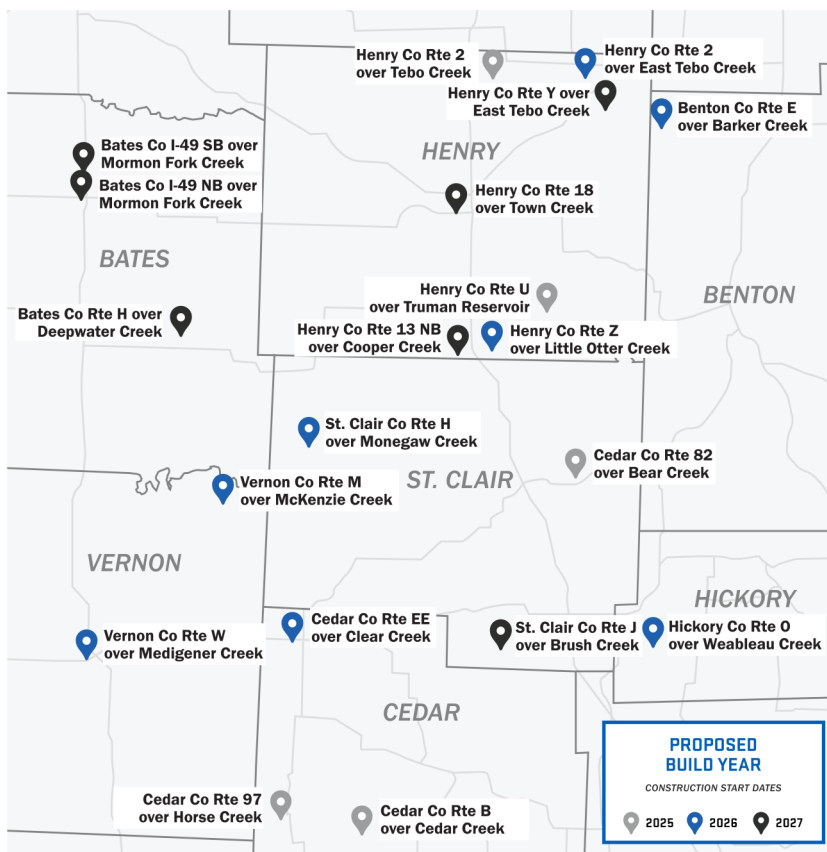 Henry Co Rte 2
over Tebo Creek
Henry Co Rte 2
over East Tebo Creek
Henry Co Rte Y over
East Tebo Creek
Benton Co Rte E
over Barker Creek
Bates Co I-49 SB over
Mormon Fork Creek
HENRY
Bates Co I-49 NB over
Mormon Fork Creek
Henry Co Rte 18
over Town Creek
BATES
Henry Co Rte U
over Truman Reservoir
BENTON
Bates Co Rte H over
Deepwater Creek
Henry Co Rte 13 NB
over Cooper Creek
Henry Co Rte Z
over Little Otter Creek
St. Clair Co Rte H
over Monegaw Creek
Cedar Co Rte 82
over Bear Creek
Vernon Co Rte M
over McKenzie Creek
ST. CLAIR
VERNON
HICKORY
Cedar Co Rte EE
over Clear Creek
St. Clair Co Rte J
over Brush Creek
Hickory Co Rte O
over Weableau Creek
Vernon Co Rte W
over Medigener Creek
CEDAR
PROPOSED
BUILD YEAR
CONSTRUCTION START DATES
2025 2026 2027
Cedar Co Rte 97
over Horse Creek
Cedar Co Rte B
over Cedar Creek